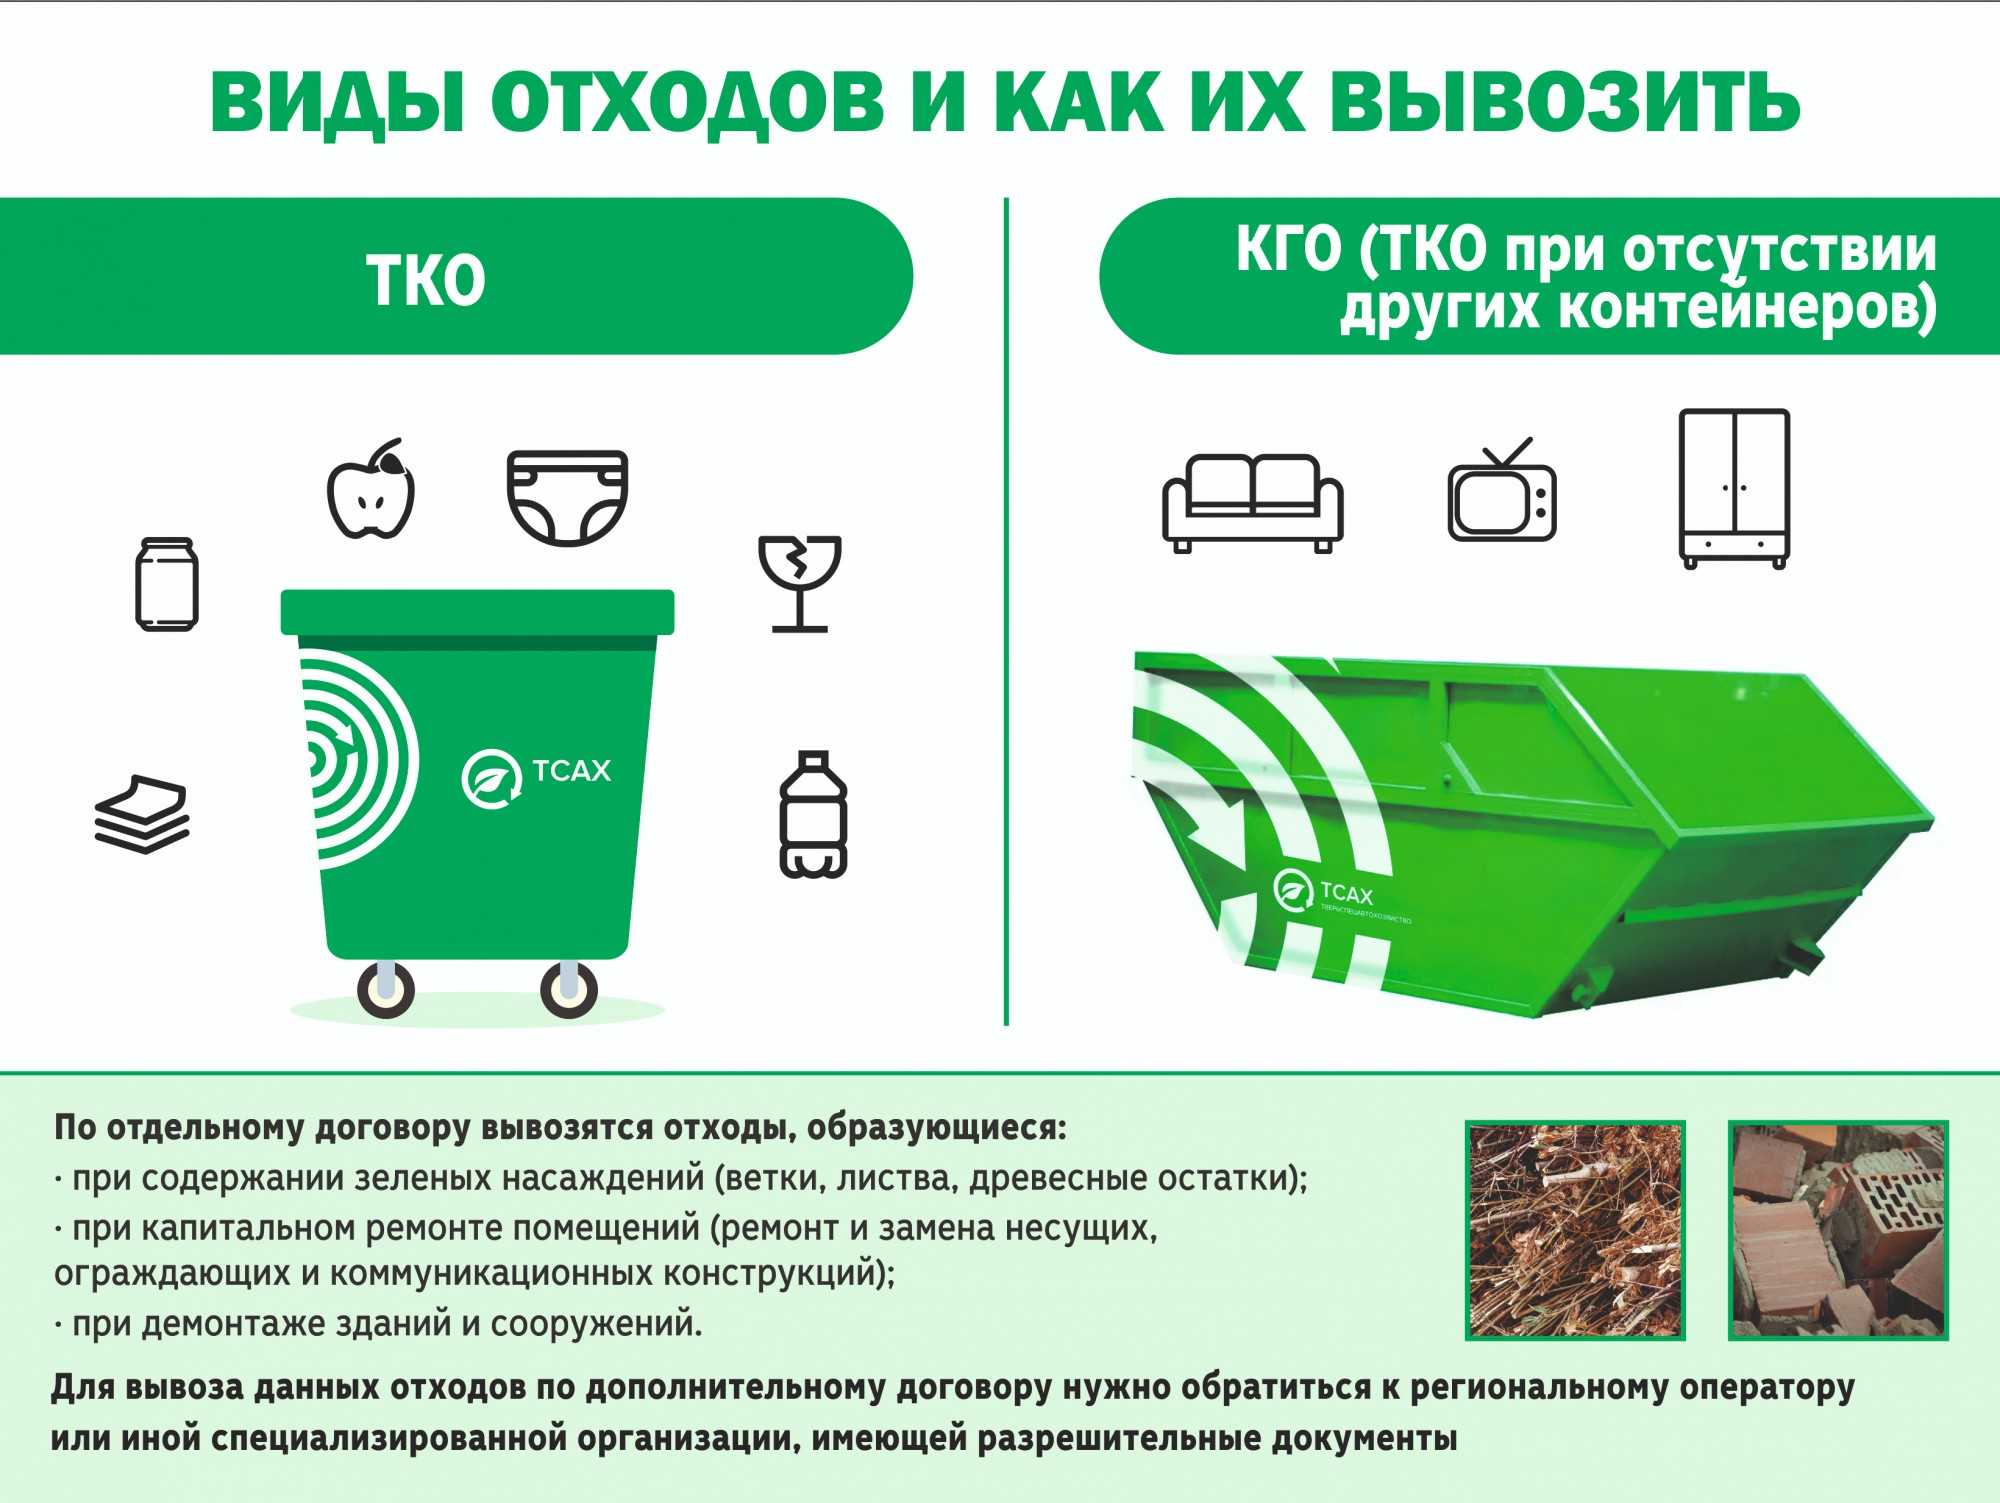 ВИДЫ ОТХОДОВ И КАК ИХ ВЫВОЗИТЬ
ТКО
КГО (ТКО при отсутствии
других контейнеров)
ТСАХ
ТСАХ
ТВЕРЬСПЕЦАВТОХОЗЯЙСТВО
По отдельному договору вывозятся отходы, образующиеся:
· при содержании зеленых насаждений (ветки, листва, древесные остатки);
· при капитальном ремонте помещений (ремонт и замена несущих,
ограждающих и коммуникационных конструкций);
· при демонтаже зданий и сооружений.
Для вывоза данных отходов по дополнительному договору нужно обратиться к региональному оператору
или иной специализированной организации, имеющей разрешительные документы